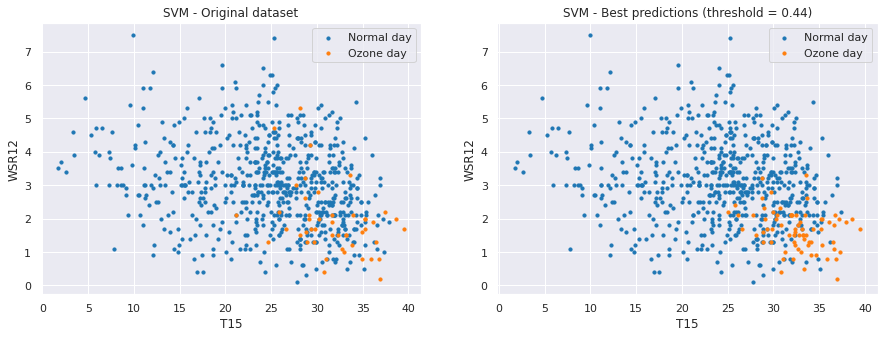 SVM - Original dataset
Normal day
Ozone day
7
6
5
4
3
2
1
0
WSR12
0 5 10 15 20 25 30 35 40
T15
SVM - Best predictions (threshold = 0.44)
Normal day
Ozone day
7
6
5
4
3
2
1
0
WSR12
0 5 10 15 20 25 30 35 40
T15